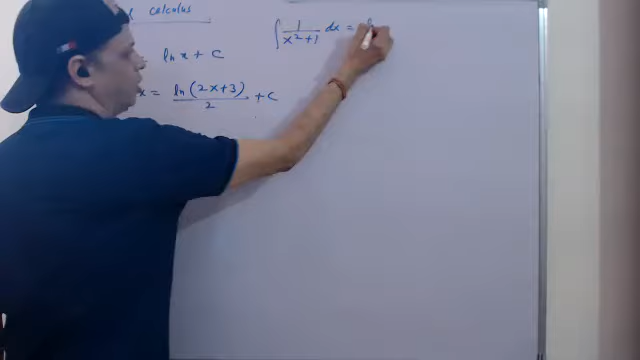 calculus
ln x + C
x = ln(2x+3)/2 + C
∫ 1/(x²+1) dx =